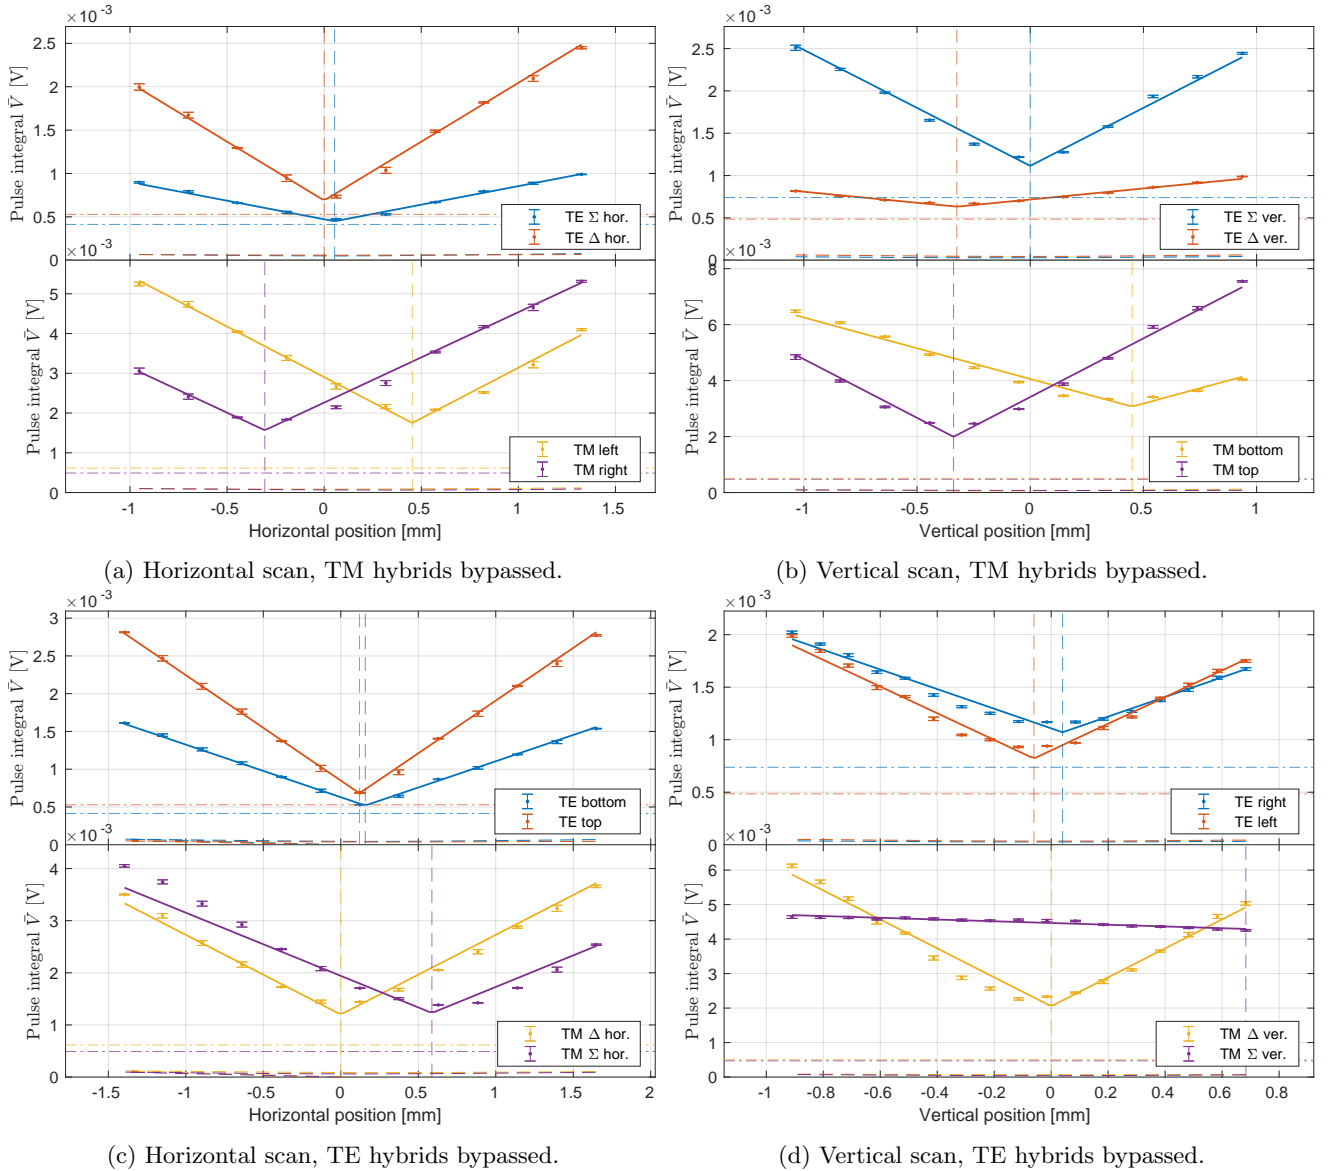 ×10⁻³
2.5
2
1.5
1
0.5
0
Pulse integral V̄ [V]
TE Σ hor.
TE Δ hor.
×10⁻³
5
4
3
2
1
0
Pulse integral V̄ [V]
TM left
TM right
-1 -0.5 0 0.5 1 1.5
Horizontal position [mm]
(a) Horizontal scan, TM hybrids bypassed.
×10⁻³
2.5
2
1.5
1
0.5
0
Pulse integral V̄ [V]
TE Σ ver.
TE Δ ver.
×10⁻³
8
6
4
2
0
Pulse integral V̄ [V]
TM bottom
TM top
-1 -0.5 0 0.5 1
Vertical position [mm]
(b) Vertical scan, TM hybrids bypassed.
×10⁻³
3
2.5
2
1.5
1
0.5
0
Pulse integral V̄ [V]
TE bottom
TE top
×10⁻³
4
3
2
1
0
Pulse integral V̄ [V]
TM Δ hor.
TM Σ hor.
-1.5 -1 -0.5 0 0.5 1 1.5 2
Horizontal position [mm]
(c) Horizontal scan, TE hybrids bypassed.
×10⁻³
2
1.5
1
0.5
0
Pulse integral V̄ [V]
TE right
TE left
×10⁻³
6
5
4
3
2
1
0
Pulse integral V̄ [V]
TM Δ ver.
TM Σ ver.
-1 -0.8 -0.6 -0.4 -0.2 0 0.2 0.4 0.6 0.8
Vertical position [mm]
(d) Vertical scan, TE hybrids bypassed.